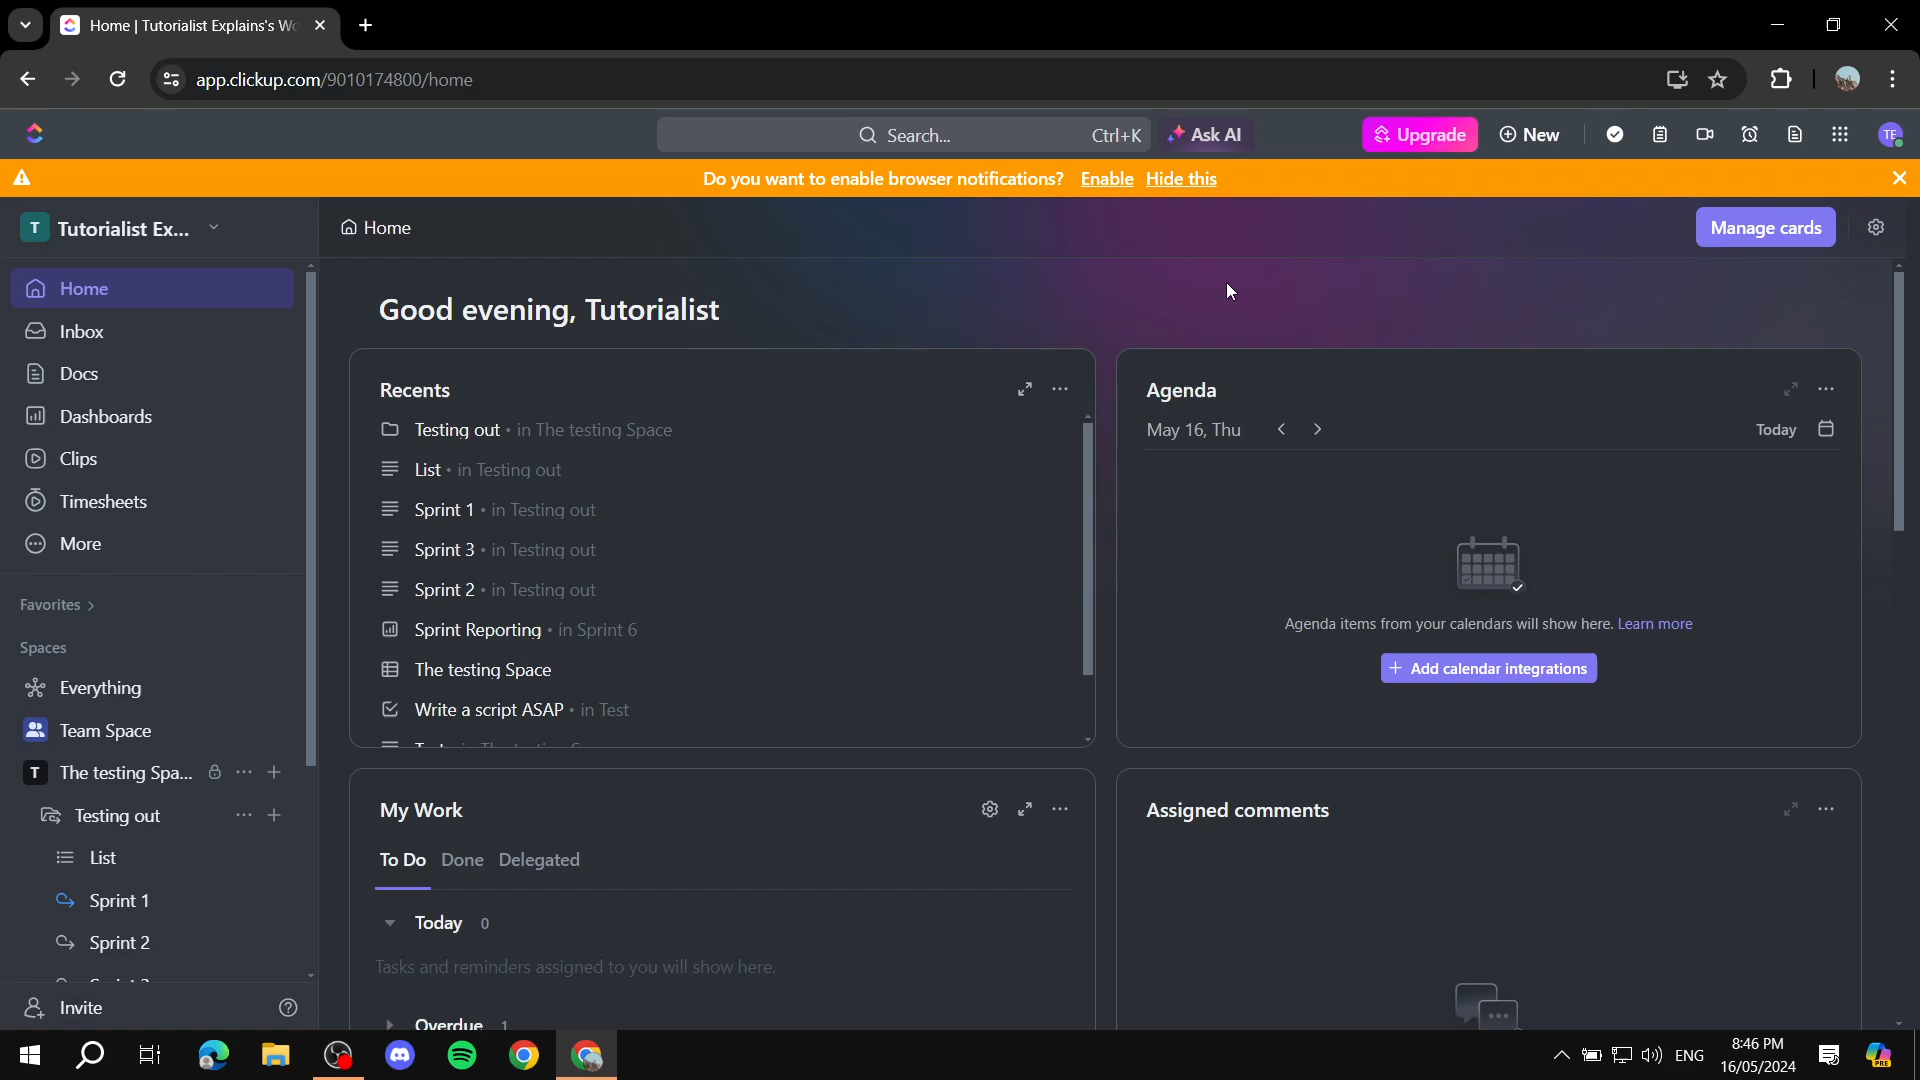 Home | Tutorialist Explains's Wo
app.clickup.com/9010174800/home
Search... Ctrl+K
Ask AI
Upgrade
New
TE
Do you want to enable browser notifications? Enable Hide this
T Tutorialist Ex...
Home
Manage cards
Home
Inbox
Docs
Dashboards
Clips
Timesheets
More
Favorites
Spaces
Everything
Team Space
T The testing Spa...
Testing out
List
Sprint 1
Sprint 2
Invite
Good evening, Tutorialist
Recents
Testing out • in The testing Space
List • in Testing out
Sprint 1 • in Testing out
Sprint 3 • in Testing out
Sprint 2 • in Testing out
Sprint Reporting • in Sprint 6
The testing Space
Write a script ASAP • in Test
Agenda
May 16, Thu
Today
Agenda items from your calendars will show here. Learn more
+ Add calendar integrations
My Work
To Do Done Delegated
Today 0
Tasks and reminders assigned to you will show here.
Overdue 1
Assigned comments
ENG
8:46 PM
16/05/2024
PRE